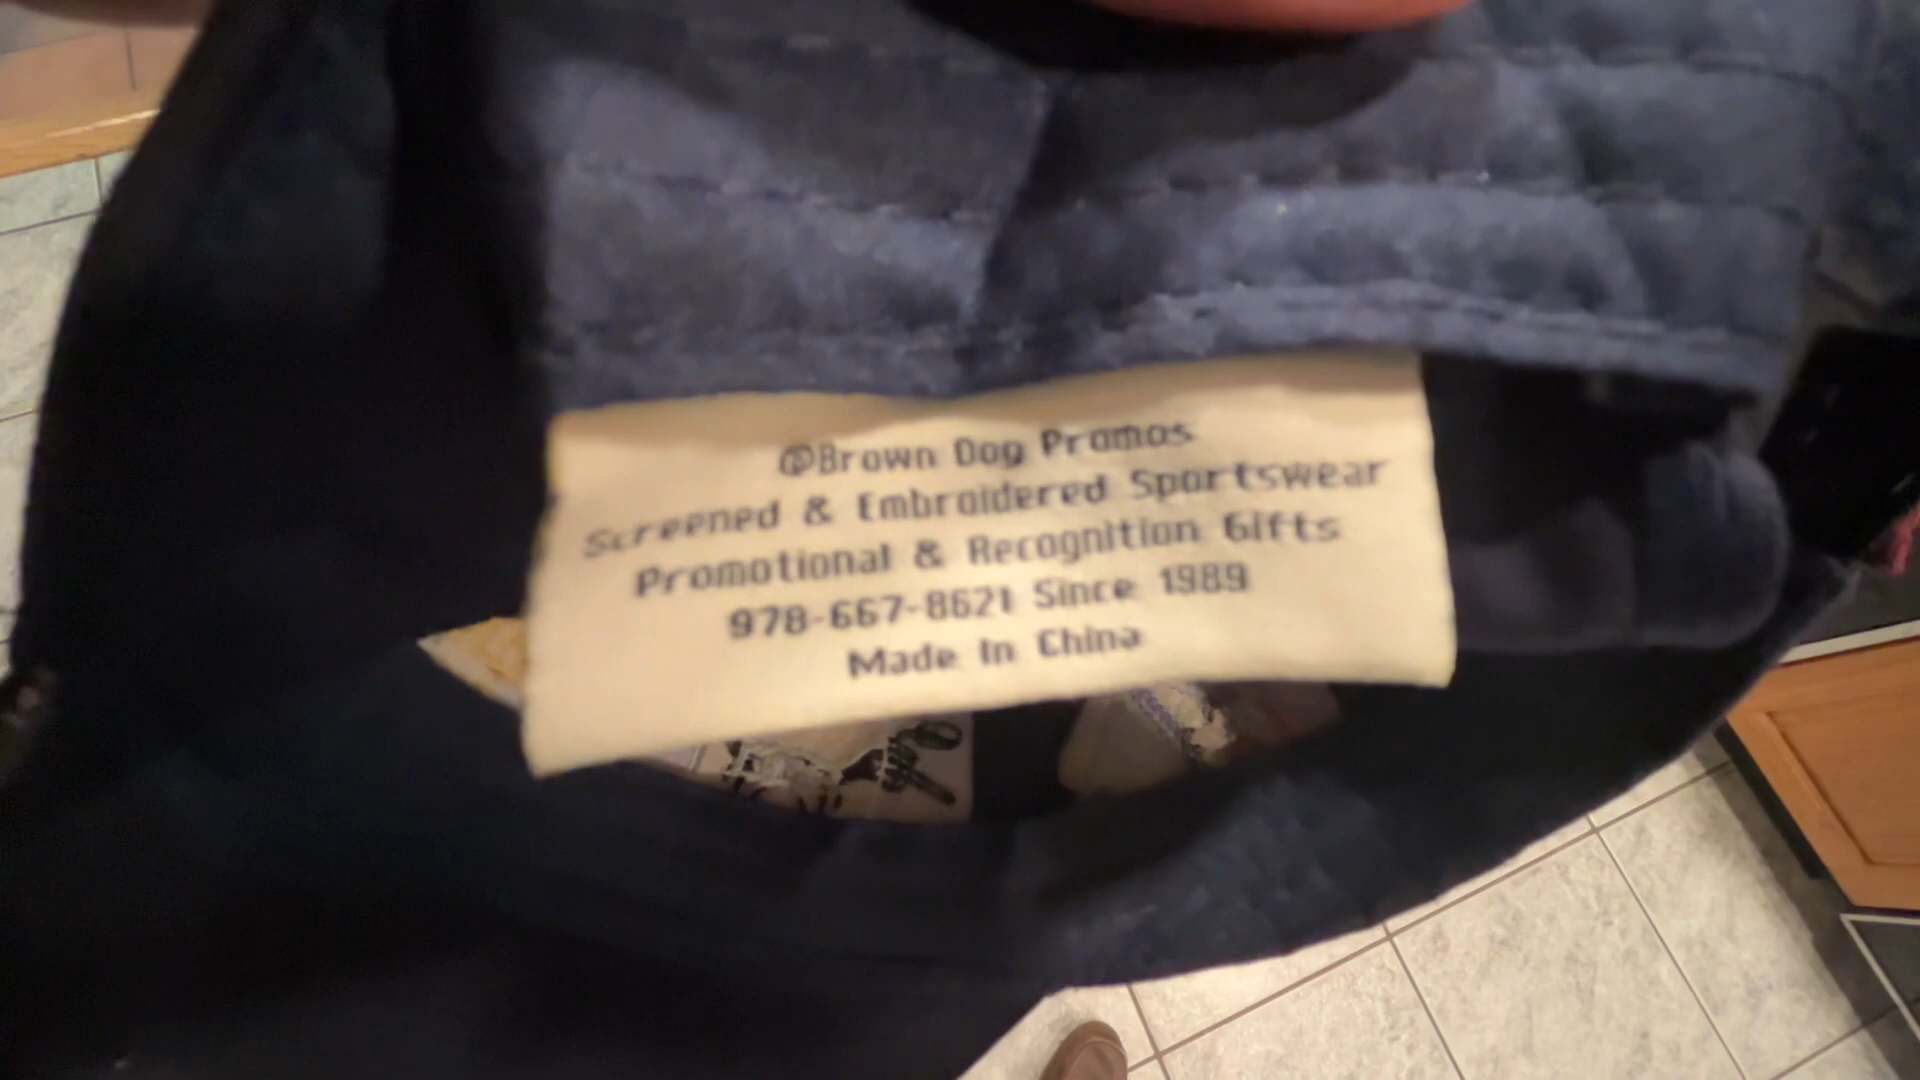 @Brown Dog Promos
Screened & Embroidered Sportswear
Promotional & Recognition Gifts
978-667-8621 Since 1989
Made In China